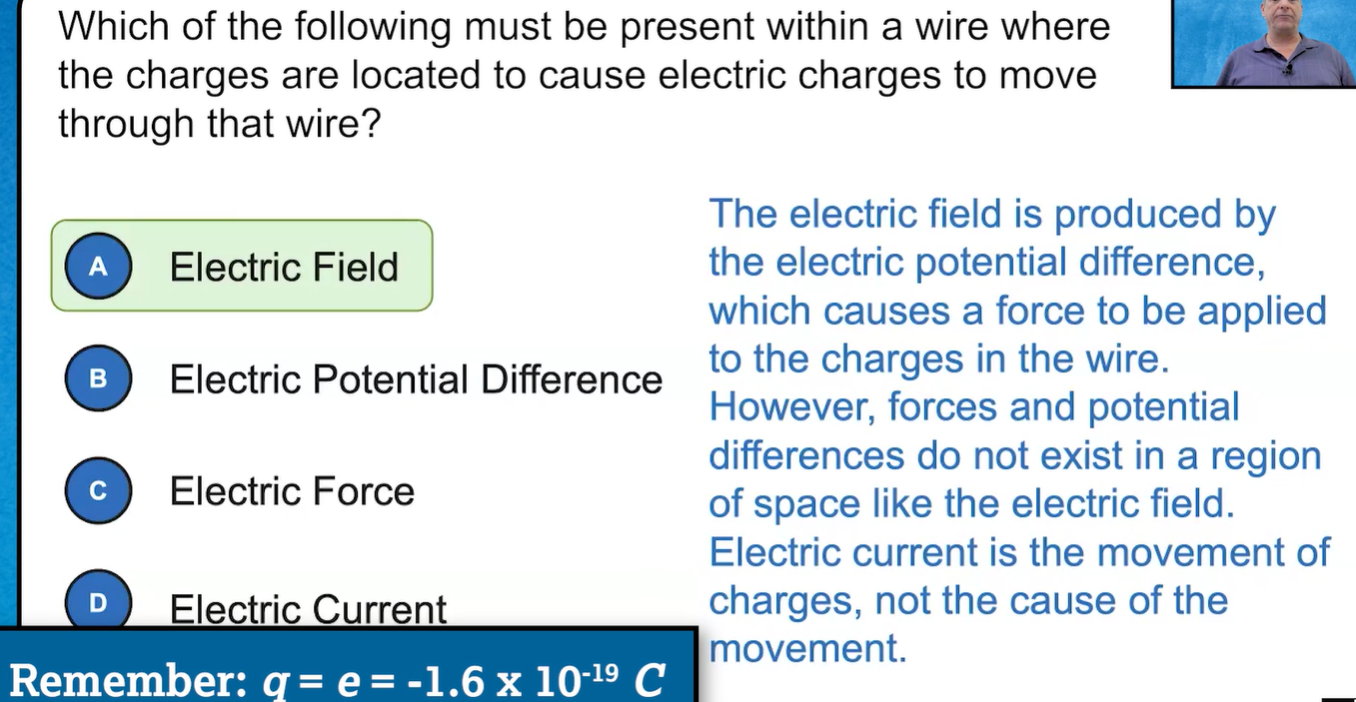 Which of the following must be present within a wire where
the charges are located to cause electric charges to move
through that wire?
A Electric Field
B Electric Potential Difference
C Electric Force
D Electric Current
The electric field is produced by
the electric potential difference,
which causes a force to be applied
to the charges in the wire.
However, forces and potential
differences do not exist in a region
of space like the electric field.
Electric current is the movement of
charges, not the cause of the
movement.
Remember: q = e = -1.6 x 10⁻¹⁹ C